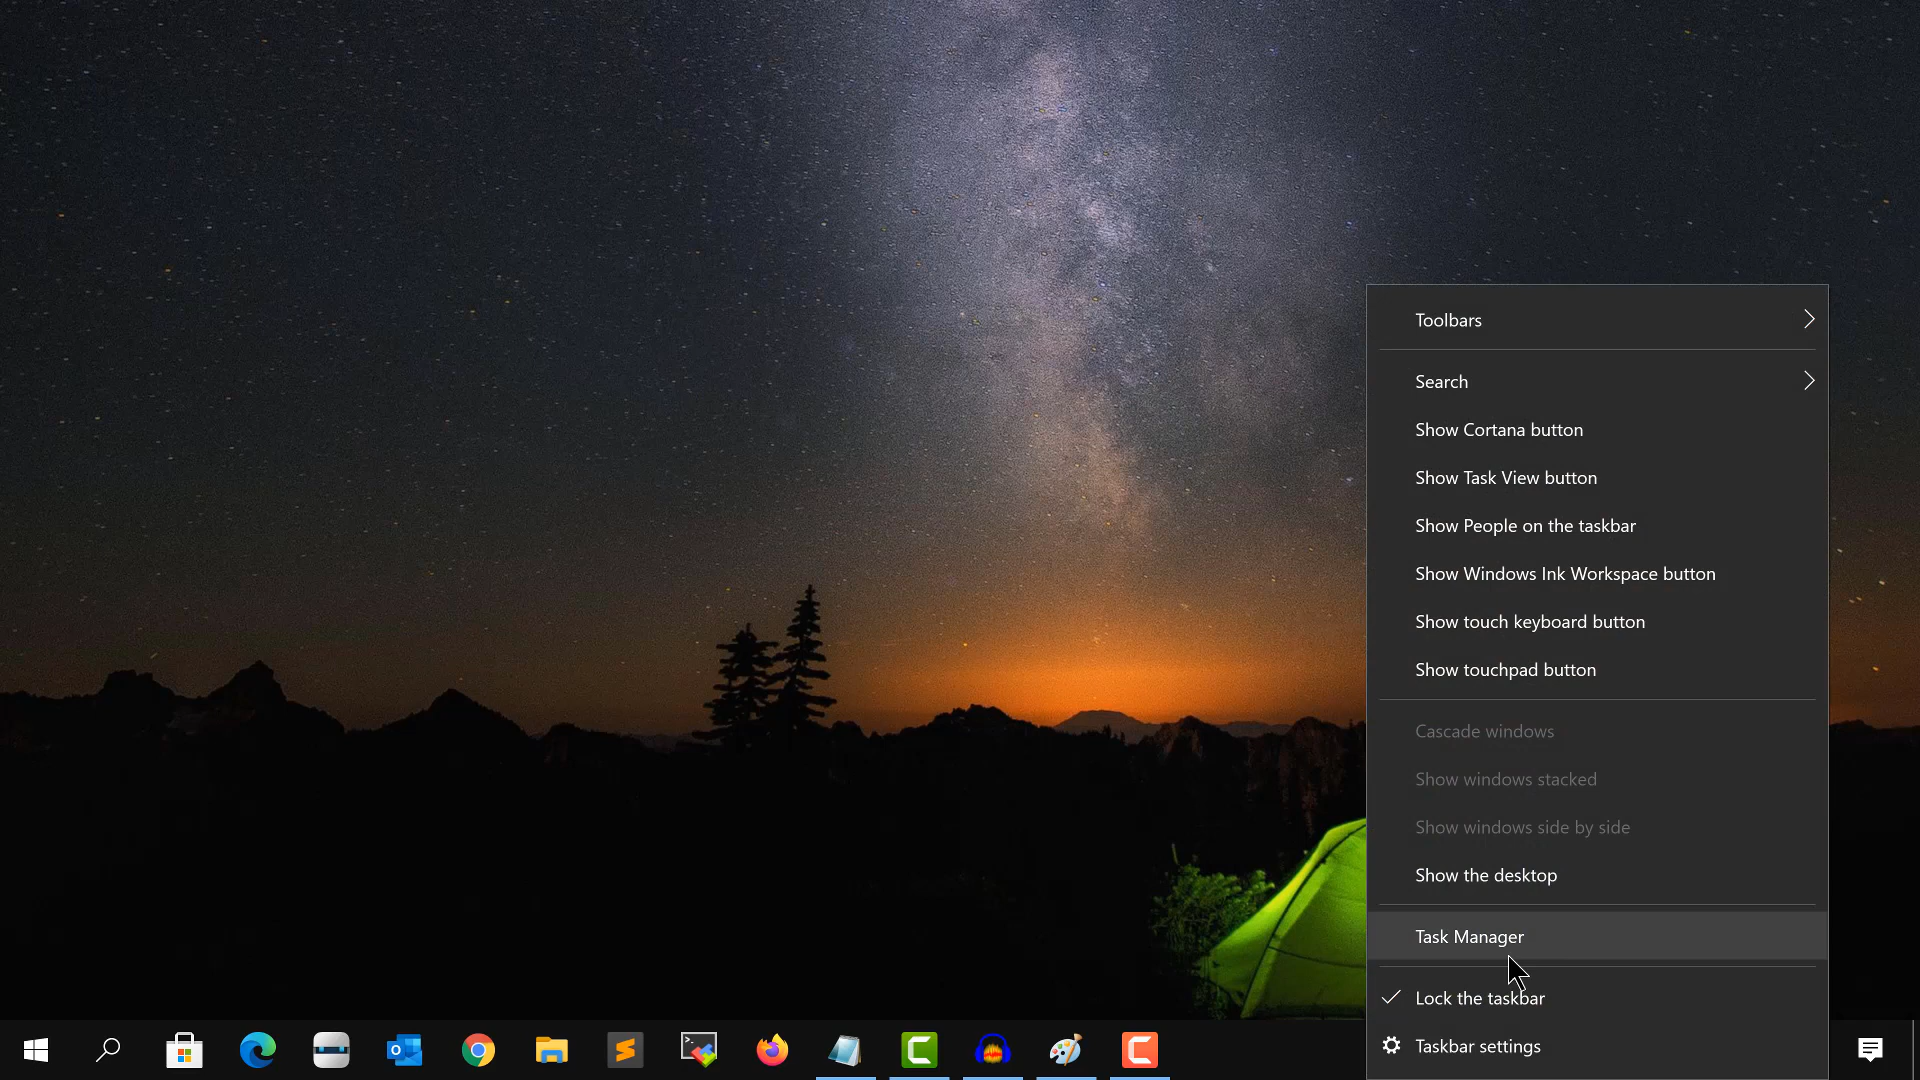 Toolbars
Search
Show Cortana button
Show Task View button
Show People on the taskbar
Show Windows Ink Workspace button
Show touch keyboard button
Show touchpad button
Cascade windows
Show windows stacked
Show windows side by side
Show the desktop
Task Manager
Lock the taskbar
Taskbar settings